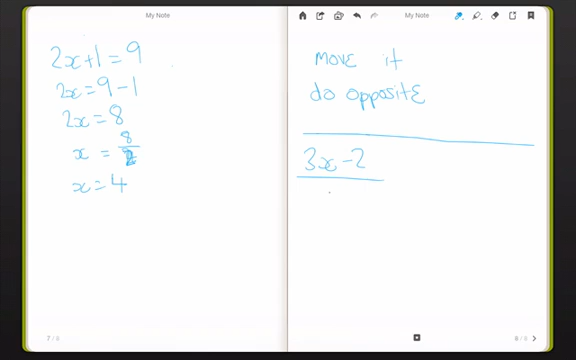 My Note
2x+1=9
2x=9-1
2x=8
x=8/2
x=4
7 / 8
My Note
move it
do opposite
3x-2
8 / 8